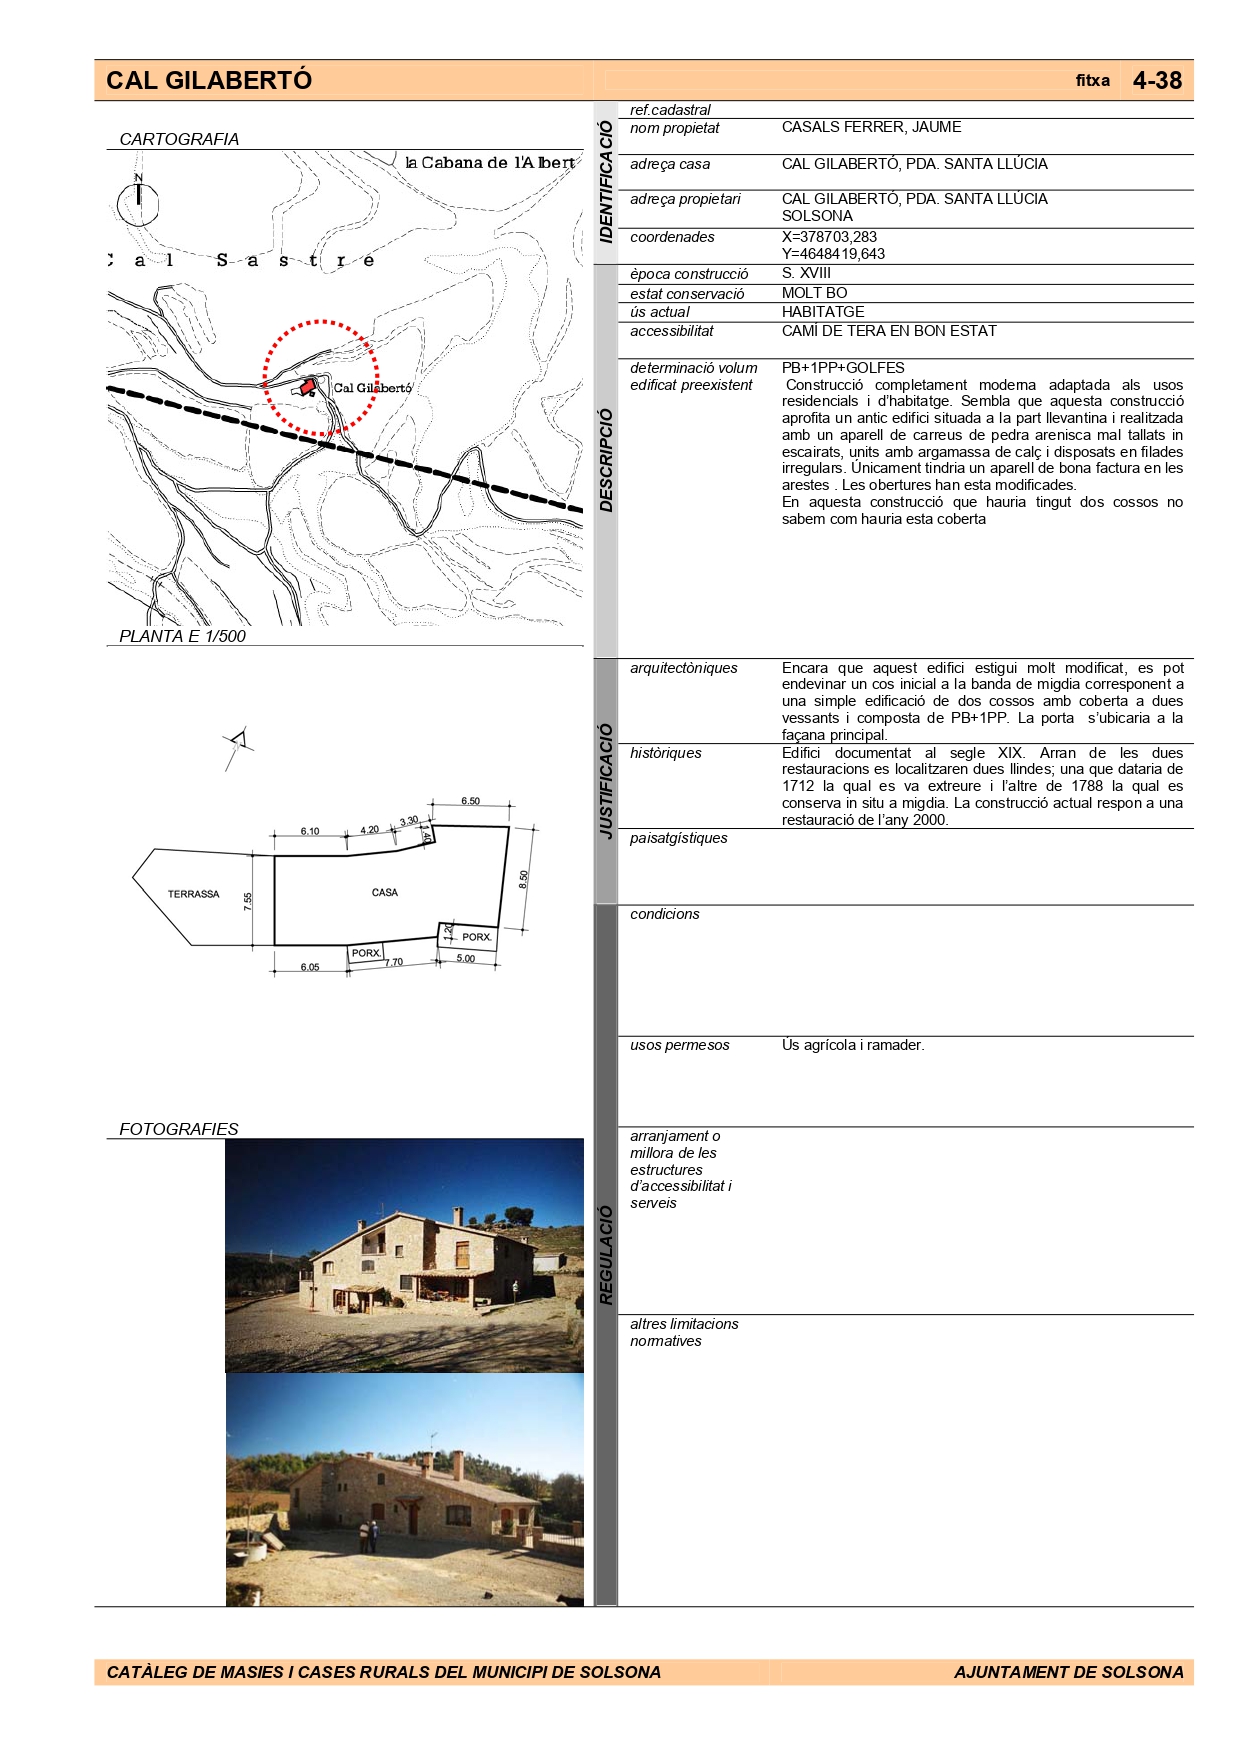 CAL GILABERTÓ
fitxa 4-38
CARTOGRAFIA
la Cabana de l'Albert
N
Cal Sastre
Cal Gilabertó
PLANTA E 1/500
6.50
6.10
4.20
3.30
1.40
TERRASSA
7.55
CASA
8.50
1.20
PORX.
PORX.
6.05
7.70
5.00
FOTOGRAFIES
IDENTIFICACIÓ
ref.cadastral
nom propietat CASALS FERRER, JAUME
adreça casa CAL GILABERTÓ, PDA. SANTA LLÚCIA
adreça propietari CAL GILABERTÓ, PDA. SANTA LLÚCIA
SOLSONA
coordenades X=378703,283
Y=4648419,643
DESCRIPCIÓ
època construcció S. XVIII
estat conservació MOLT BO
ús actual HABITATGE
accessibilitat CAMÍ DE TERA EN BON ESTAT
determinació volum PB+1PP+GOLFES
edificat preexistent Construcció completament moderna adaptada als usos
residencials i d'habitatge. Sembla que aquesta construcció
aprofita un antic edifici situada a la part llevantina i realitzada
amb un aparell de carreus de pedra arenisca mal tallats in
escairats, units amb argamassa de calç i disposats en filades
irregulars. Únicament tindria un aparell de bona factura en les
arestes . Les obertures han esta modificades.
En aquesta construcció que hauria tingut dos cossos no
sabem com hauria esta coberta
JUSTIFICACIÓ
arquitectòniques Encara que aquest edifici estigui molt modificat, es pot
endevinar un cos inicial a la banda de migdia corresponent a
una simple edificació de dos cossos amb coberta a dues
vessants i composta de PB+1PP. La porta s'ubicaria a la
façana principal.
històriques Edifici documentat al segle XIX. Arran de les dues
restauracions es localitzaren dues llindes; una que dataria de
1712 la qual es va extreure i l'altre de 1788 la qual es
conserva in situ a migdia. La construcció actual respon a una
restauració de l'any 2000.
paisatgístiques
REGULACIÓ
condicions
usos permesos Ús agrícola i ramader.
arranjament o
millora de les
estructures
d'accessibilitat i
serveis
altres limitacions
normatives
CATÀLEG DE MASIES I CASES RURALS DEL MUNICIPI DE SOLSONA
AJUNTAMENT DE SOLSONA